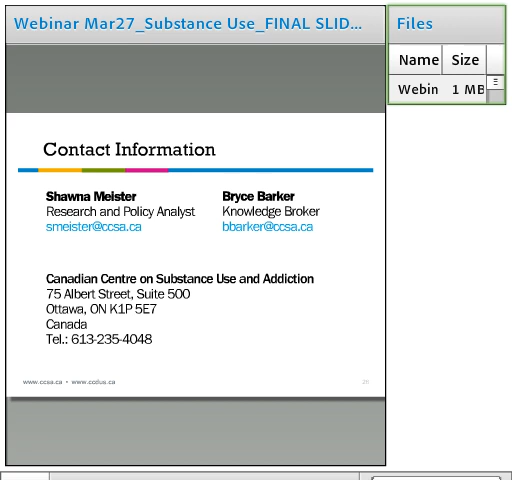 Webinar Mar27_Substance Use_FINAL SLID...
Files
Name Size
Webin 1 MB
Contact Information
Shawna Meister
Research and Policy Analyst
smeister@ccsa.ca
Bryce Barker
Knowledge Broker
bbarker@ccsa.ca
Canadian Centre on Substance Use and Addiction
75 Albert Street, Suite 500
Ottawa, ON K1P 5E7
Canada
Tel.: 613-235-4048
www.ccsa.ca • www.ccdus.ca